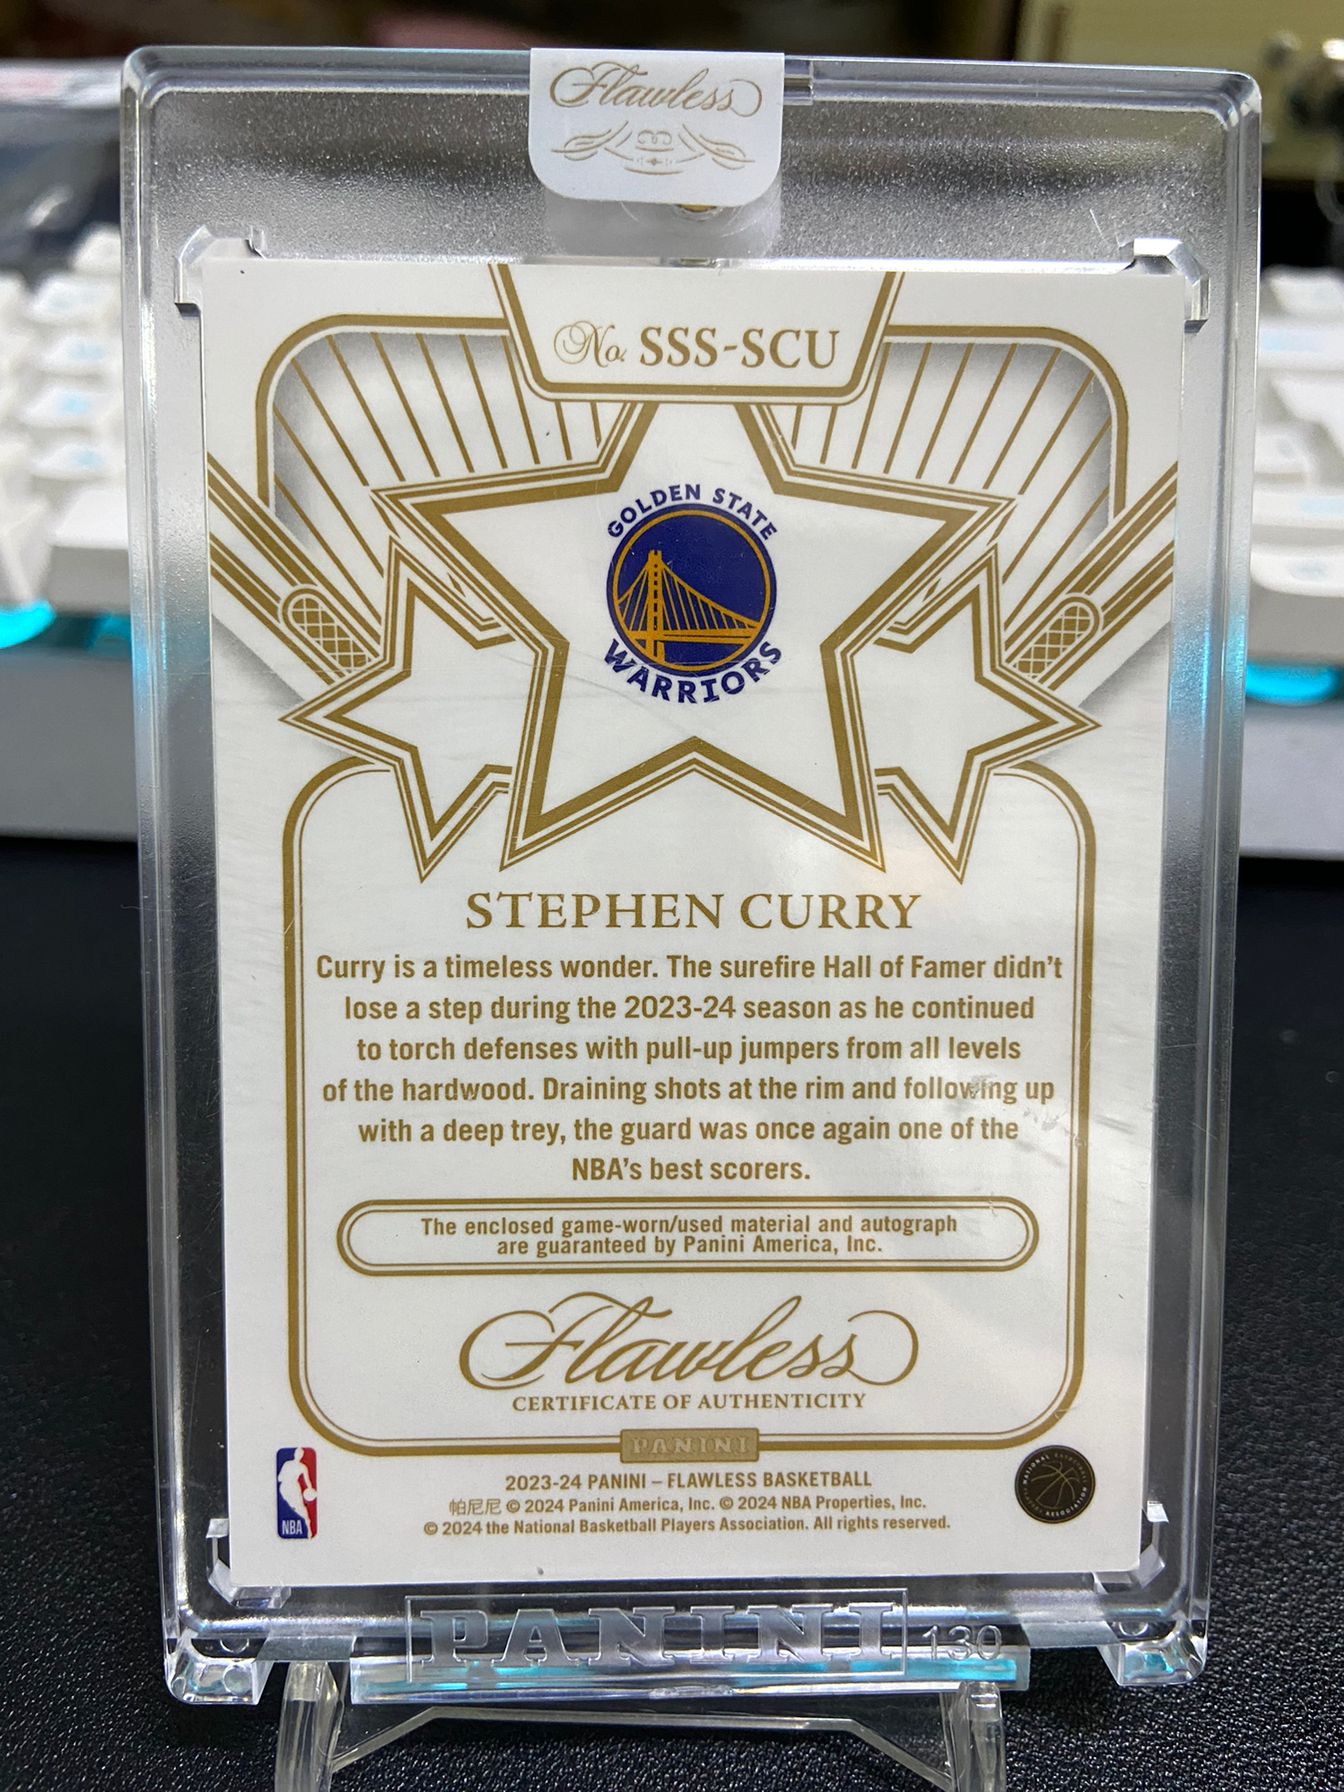 Flawless
No. SSS-SCU
GOLDEN STATE
WARRIORS
STEPHEN CURRY
Curry is a timeless wonder. The surefire Hall of Famer didn't
lose a step during the 2023-24 season as he continued
to torch defenses with pull-up jumpers from all levels
of the hardwood. Draining shots at the rim and following up
with a deep trey, the guard was once again one of the
NBA's best scorers.
The enclosed game-worn/used material and autograph
are guaranteed by Panini America, Inc.
Flawless
CERTIFICATE OF AUTHENTICITY
PANINI
2023-24 PANINI – FLAWLESS BASKETBALL
帕尼尼 © 2024 Panini America, Inc. © 2024 NBA Properties, Inc.
© 2024 the National Basketball Players Association. All rights reserved.
NBA
NATIONAL BASKETBALL PLAYERS ASSOCIATION
PANINI 130